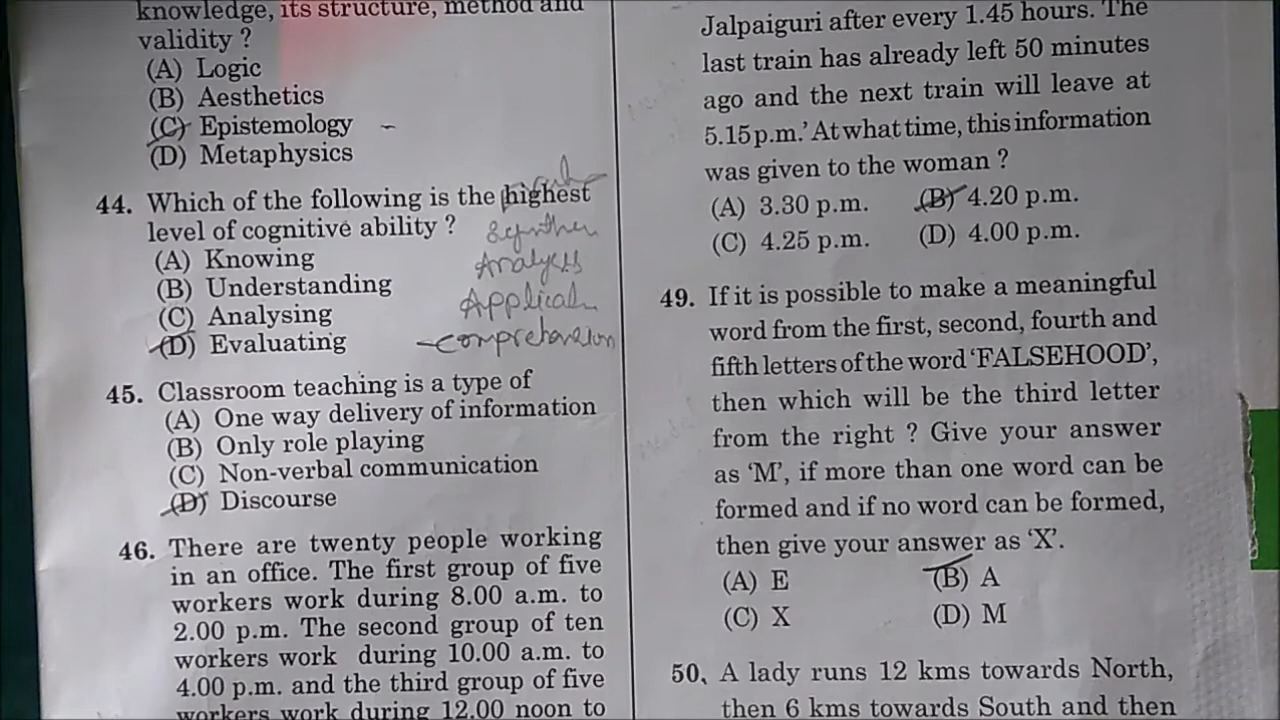 knowledge, its structure, method and
validity ?
(A) Logic
(B) Aesthetics
(C) Epistemology
(D) Metaphysics
44. Which of the following is the highest
level of cognitive ability ?
(A) Knowing
(B) Understanding
(C) Analysing
(D) Evaluating
Analysis
Comprehension
45. Classroom teaching is a type of
(A) One way delivery of information
(B) Only role playing
(C) Non-verbal communication
(D) Discourse
46. There are twenty people working
in an office. The first group of five
workers work during 8.00 a.m. to
2.00 p.m. The second group of ten
workers work during 10.00 a.m. to
4.00 p.m. and the third group of five
workers work during 12.00 noon to
Jalpaiguri after every 1.45 hours. The
last train has already left 50 minutes
ago and the next train will leave at
5.15 p.m.’ At what time, this information
was given to the woman ?
(A) 3.30 p.m. (B) 4.20 p.m.
(C) 4.25 p.m. (D) 4.00 p.m.
49. If it is possible to make a meaningful
word from the first, second, fourth and
fifth letters of the word ‘FALSEHOOD’,
then which will be the third letter
from the right ? Give your answer
as ‘M’, if more than one word can be
formed and if no word can be formed,
then give your answer as ‘X’.
(A) E (B) A
(C) X (D) M
50. A lady runs 12 kms towards North,
then 6 kms towards South and then